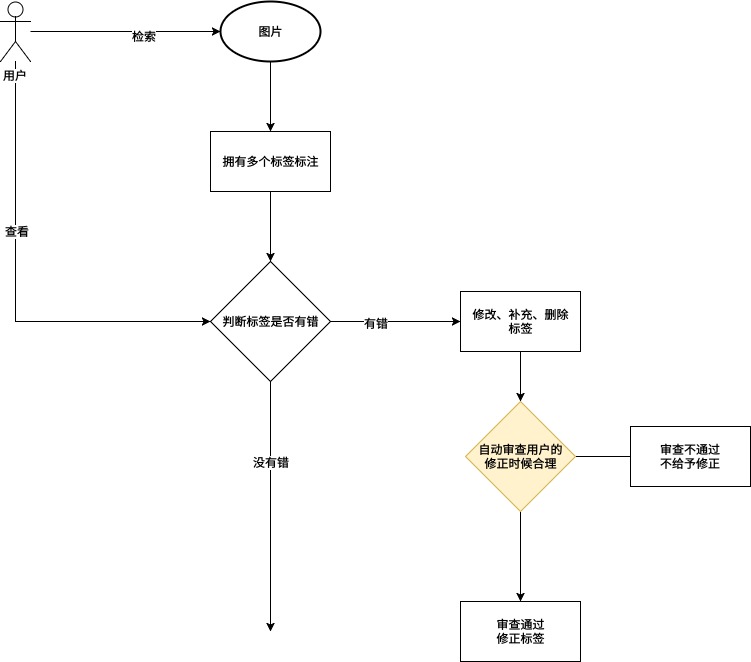 检索
图片
用户
拥有多个标签标注
查看
判断标签是否有错
有错
修改、补充、删除
标签
自动审查用户的
修正时候合理
审查不通过
不给予修正
没有错
审查通过
修正标签